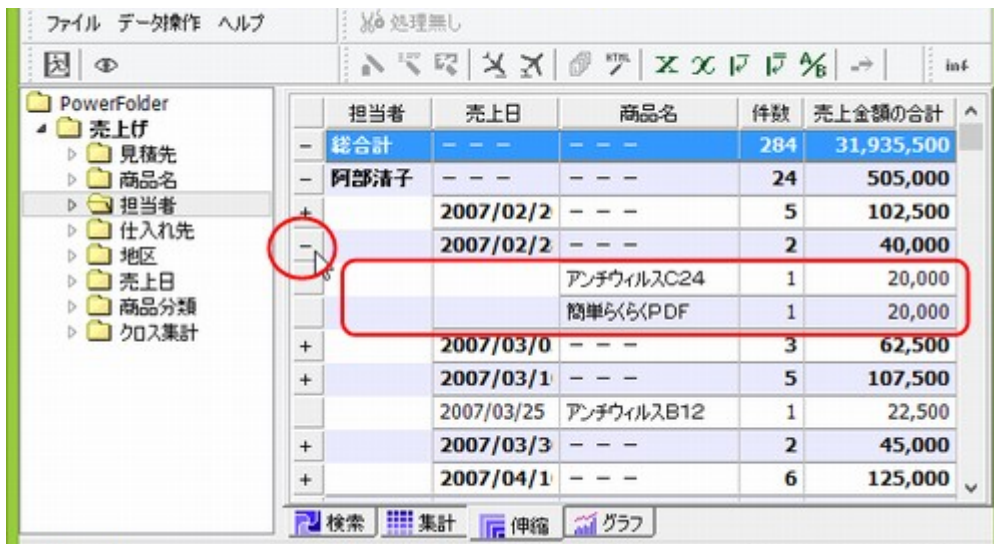 ファイル データ操作 ヘルプ
処理無し
HTML
A/B
inf
PowerFolder
売上げ
見積先
商品名
担当者
仕入れ先
地区
売上日
商品分類
クロス集計
担当者 売上日 商品名 件数 売上金額の合計
− 総合計 − − − − − − 284 31,935,500
− 阿部清子 − − − − − − 24 505,000
+ 2007/02/2 − − − 5 102,500
− 2007/02/2 − − − 2 40,000
アンチウィルスC24 1 20,000
簡単らくらくPDF 1 20,000
+ 2007/03/0 − − − 3 62,500
+ 2007/03/1 − − − 5 107,500
2007/03/25 アンチウィルスB12 1 22,500
+ 2007/03/3 − − − 2 45,000
+ 2007/04/1 − − − 6 125,000
検索 集計 伸縮 グラフ